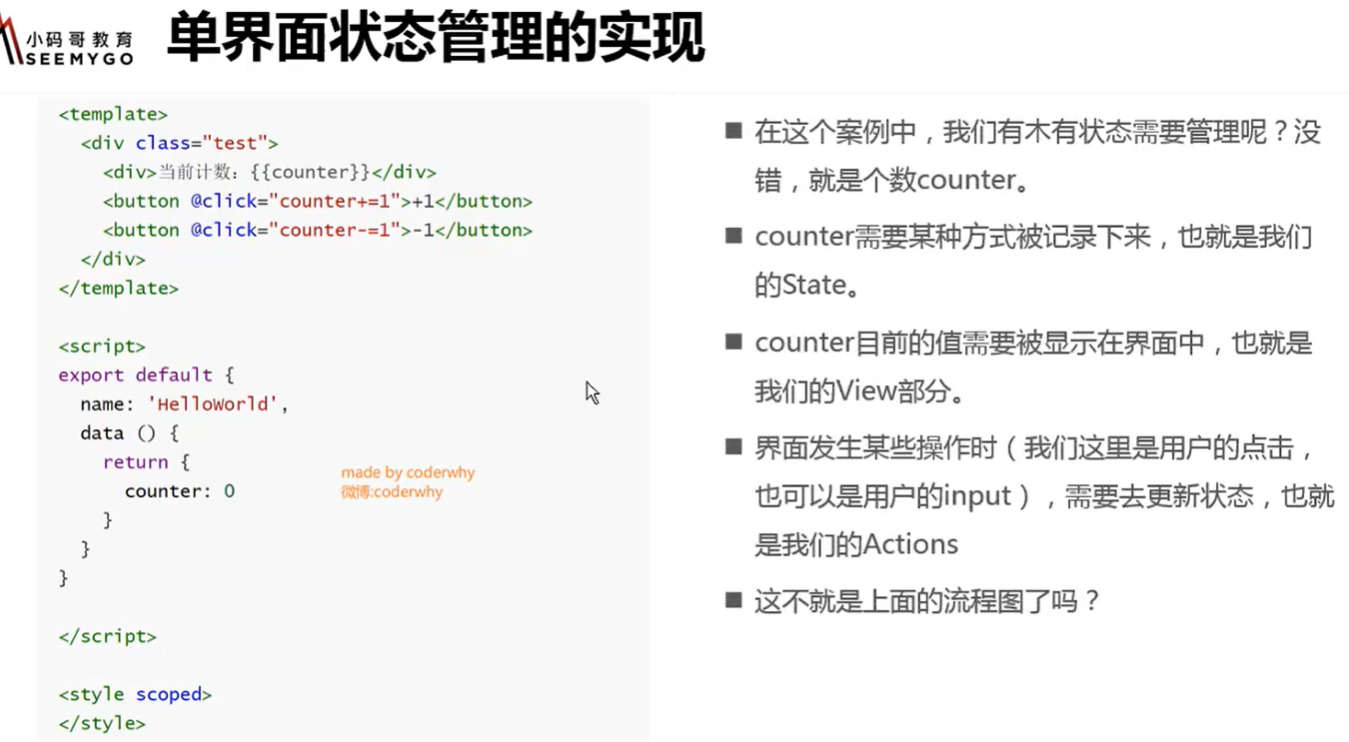 小码哥教育
SEEMYGO
单界面状态管理的实现
<template>
<div class="test">
<div>当前计数：{{counter}}</div>
<button @click="counter+=1">+1</button>
<button @click="counter-=1">-1</button>
</div>
</template>
<script>
export default {
name: 'HelloWorld',
data () {
return {
counter: 0
}
}
}
</script>
<style scoped>
</style>
made by coderwhy
微博:coderwhy
■ 在这个案例中，我们有木有状态需要管理呢？没
错，就是个数counter。
■ counter需要某种方式被记录下来，也就是我们
的State。
■ counter目前的值需要被显示在界面中，也就是
我们的View部分。
■ 界面发生某些操作时（我们这里是用户的点击，
也可以是用户的input），需要去更新状态，也就
是我们的Actions
■ 这不就是上面的流程图了吗？